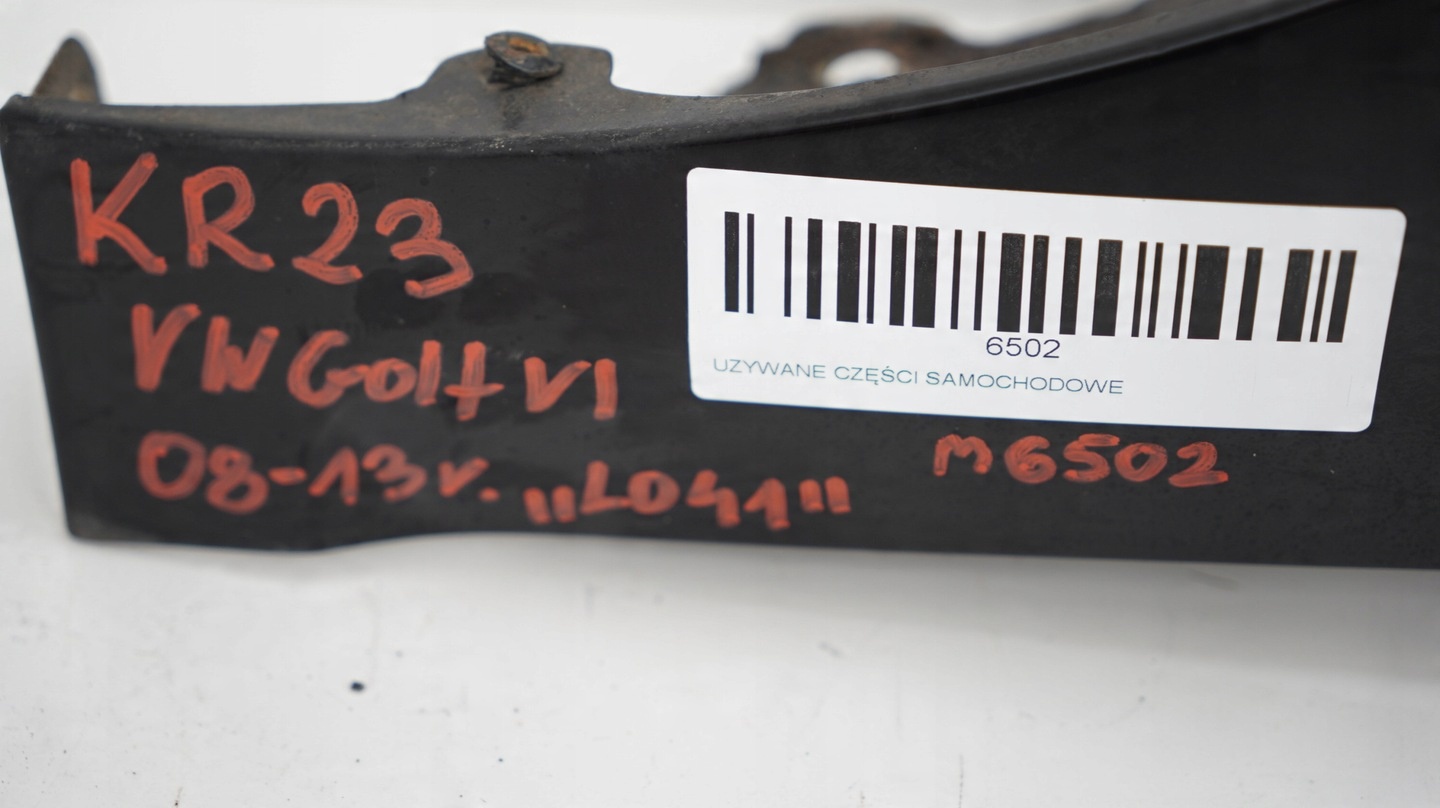 KR23
VW Golf VI
08-13r. „L041"
6502
UZYWANE CZĘŚCI SAMOCHODOWE
m6502